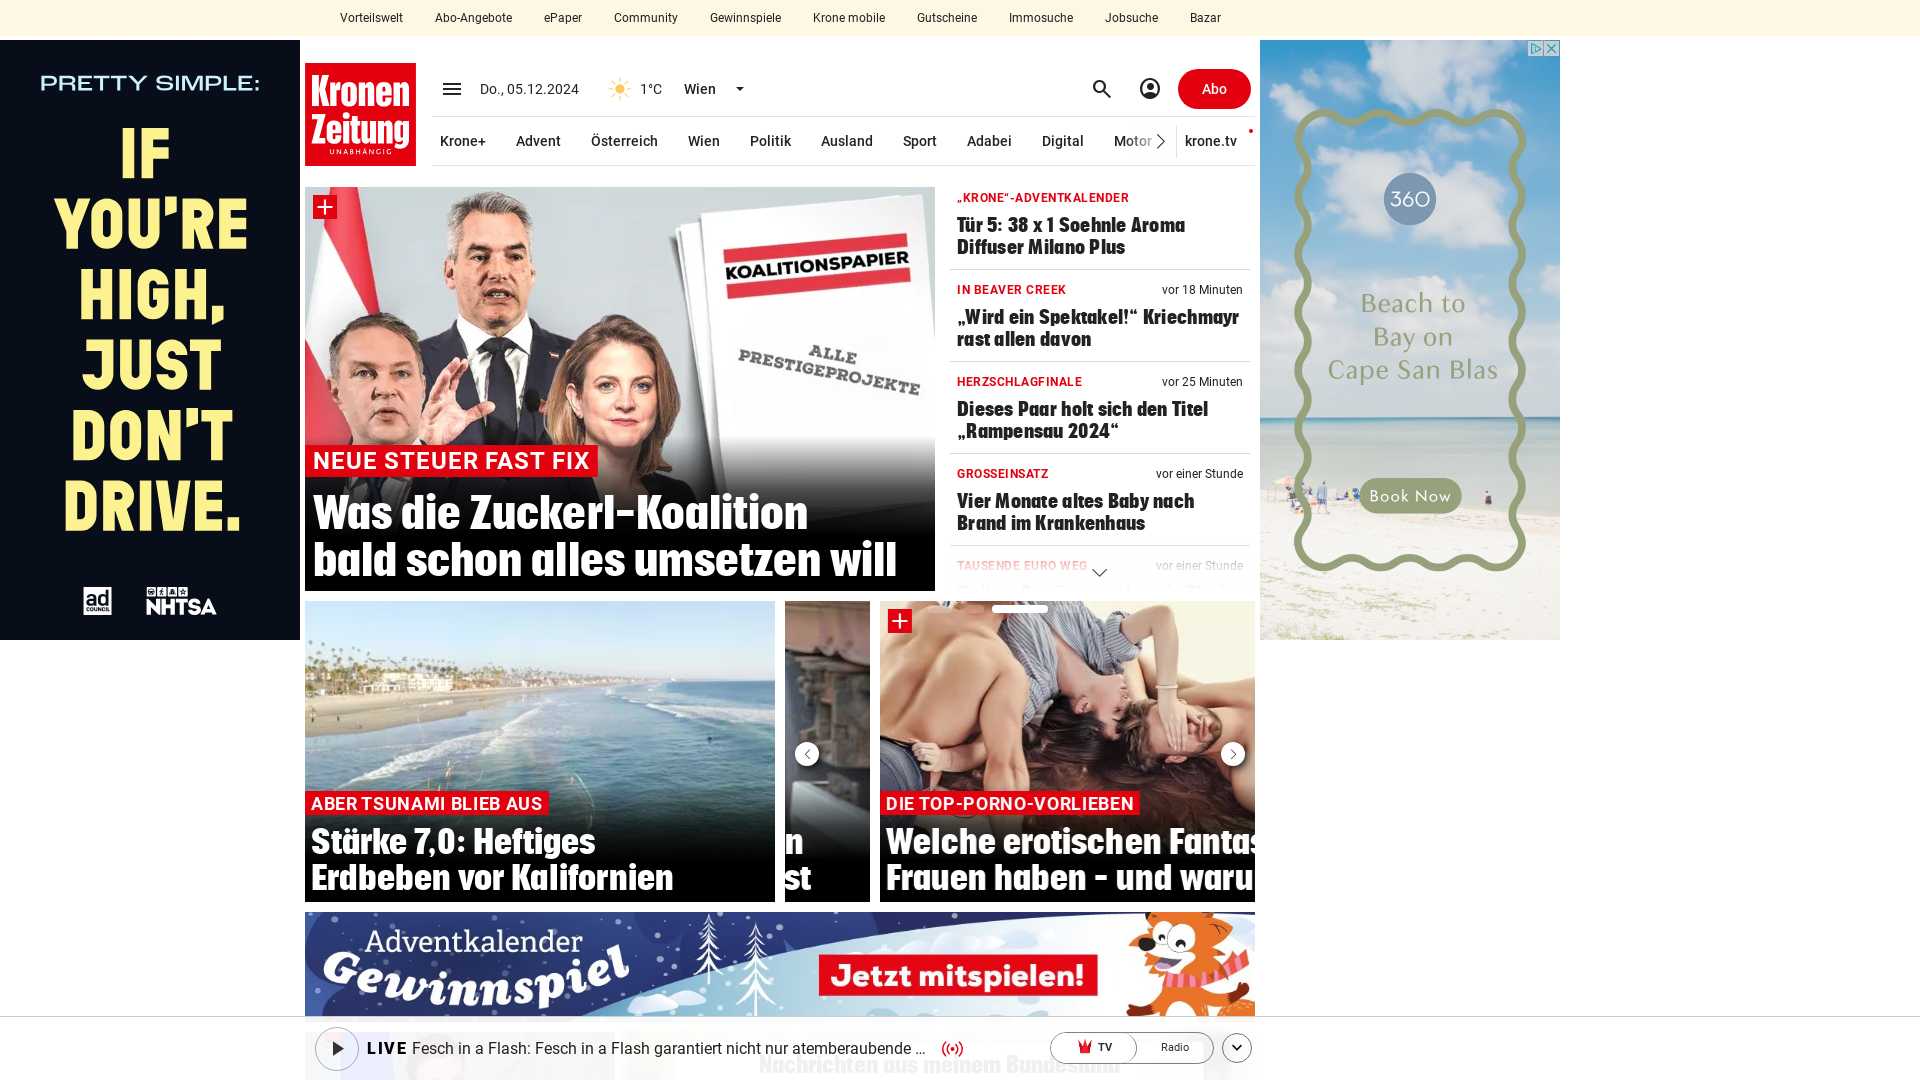 Vorteilswelt Abo-Angebote ePaper Community Gewinnspiele Krone mobile Gutscheine Immosuche Jobsuche Bazar
PRETTY SIMPLE:
IF
YOU'RE
HIGH,
JUST
DON'T
DRIVE.
ad
COUNCIL
NHTSA
Kronen
Zeitung
UNABHÄNGIG
Do., 05.12.2024 1°C Wien
Abo
Krone+ Advent Österreich Wien Politik Ausland Sport Adabei Digital Motor krone.tv
KOALITIONSPAPIER
ALLE
PRESTIGEPROJEKTE
NEUE STEUER FAST FIX
Was die Zuckerl-Koalition
bald schon alles umsetzen will
„KRONE“-ADVENTKALENDER
Tür 5: 38 x 1 Soehnle Aroma
Diffuser Milano Plus
IN BEAVER CREEK vor 18 Minuten
„Wird ein Spektakel!“ Kriechmayr
rast allen davon
HERZSCHLAGFINALE vor 25 Minuten
Dieses Paar holt sich den Titel
„Rampensau 2024“
GROSSEINSATZ vor einer Stunde
Vier Monate altes Baby nach
Brand im Krankenhaus
TAUSENDE EURO WEG vor einer Stunde
360
Beach to
Bay on
Cape San Blas
Book Now
ABER TSUNAMI BLIEB AUS
Stärke 7,0: Heftiges
Erdbeben vor Kalifornien
n
st
DIE TOP-PORNO-VORLIEBEN
Welche erotischen Fantas
Frauen haben – und waru
Adventkalender
Gewinnspiel
Jetzt mitspielen!
LIVE Fesch in a Flash: Fesch in a Flash garantiert nicht nur atemberaubende ...
TV Radio
Nachrichten aus meinem Bundesland